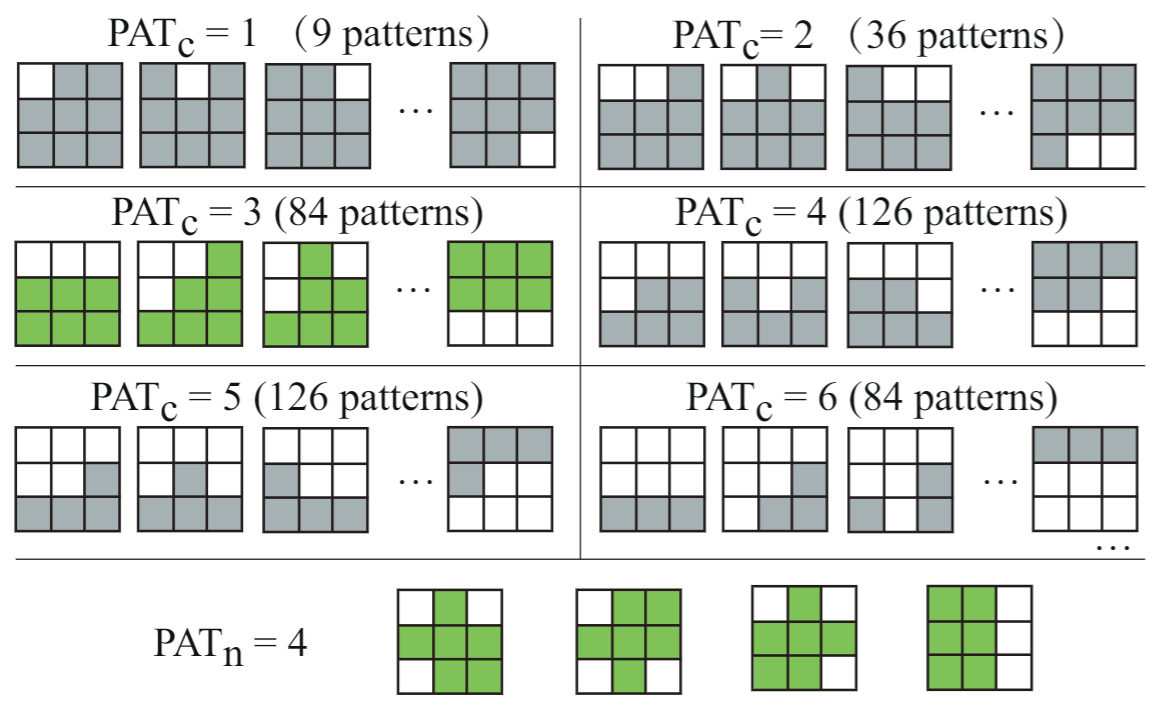 PATc = 1 (9 patterns)
PATc= 2 (36 patterns)
...
...
PATc = 3 (84 patterns)
PATc = 4 (126 patterns)
...
...
PATc = 5 (126 patterns)
PATc = 6 (84 patterns)
...
...
...
PATn = 4